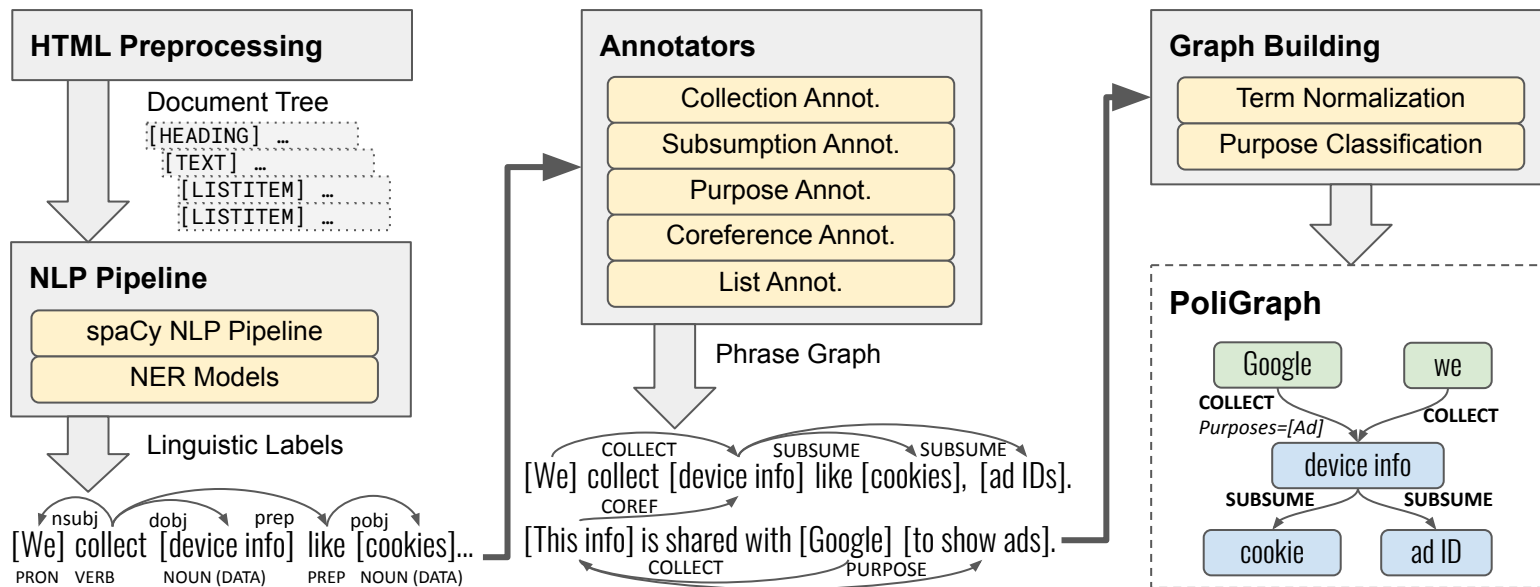 HTML Preprocessing
Document Tree
[HEADING] …
[TEXT] …
[LISTITEM] …
[LISTITEM] …
NLP Pipeline
spaCy NLP Pipeline
NER Models
Linguistic Labels
nsubj dobj prep pobj
[We] collect [device info] like [cookies]...
PRON VERB NOUN (DATA) PREP NOUN (DATA)
Annotators
Collection Annot.
Subsumption Annot.
Purpose Annot.
Coreference Annot.
List Annot.
Phrase Graph
COLLECT SUBSUME SUBSUME
[We] collect [device info] like [cookies], [ad IDs].
COREF
[This info] is shared with [Google] [to show ads].
COLLECT PURPOSE
Graph Building
Term Normalization
Purpose Classification
PoliGraph
Google we
COLLECT COLLECT
Purposes=[Ad]
device info
SUBSUME SUBSUME
cookie ad ID